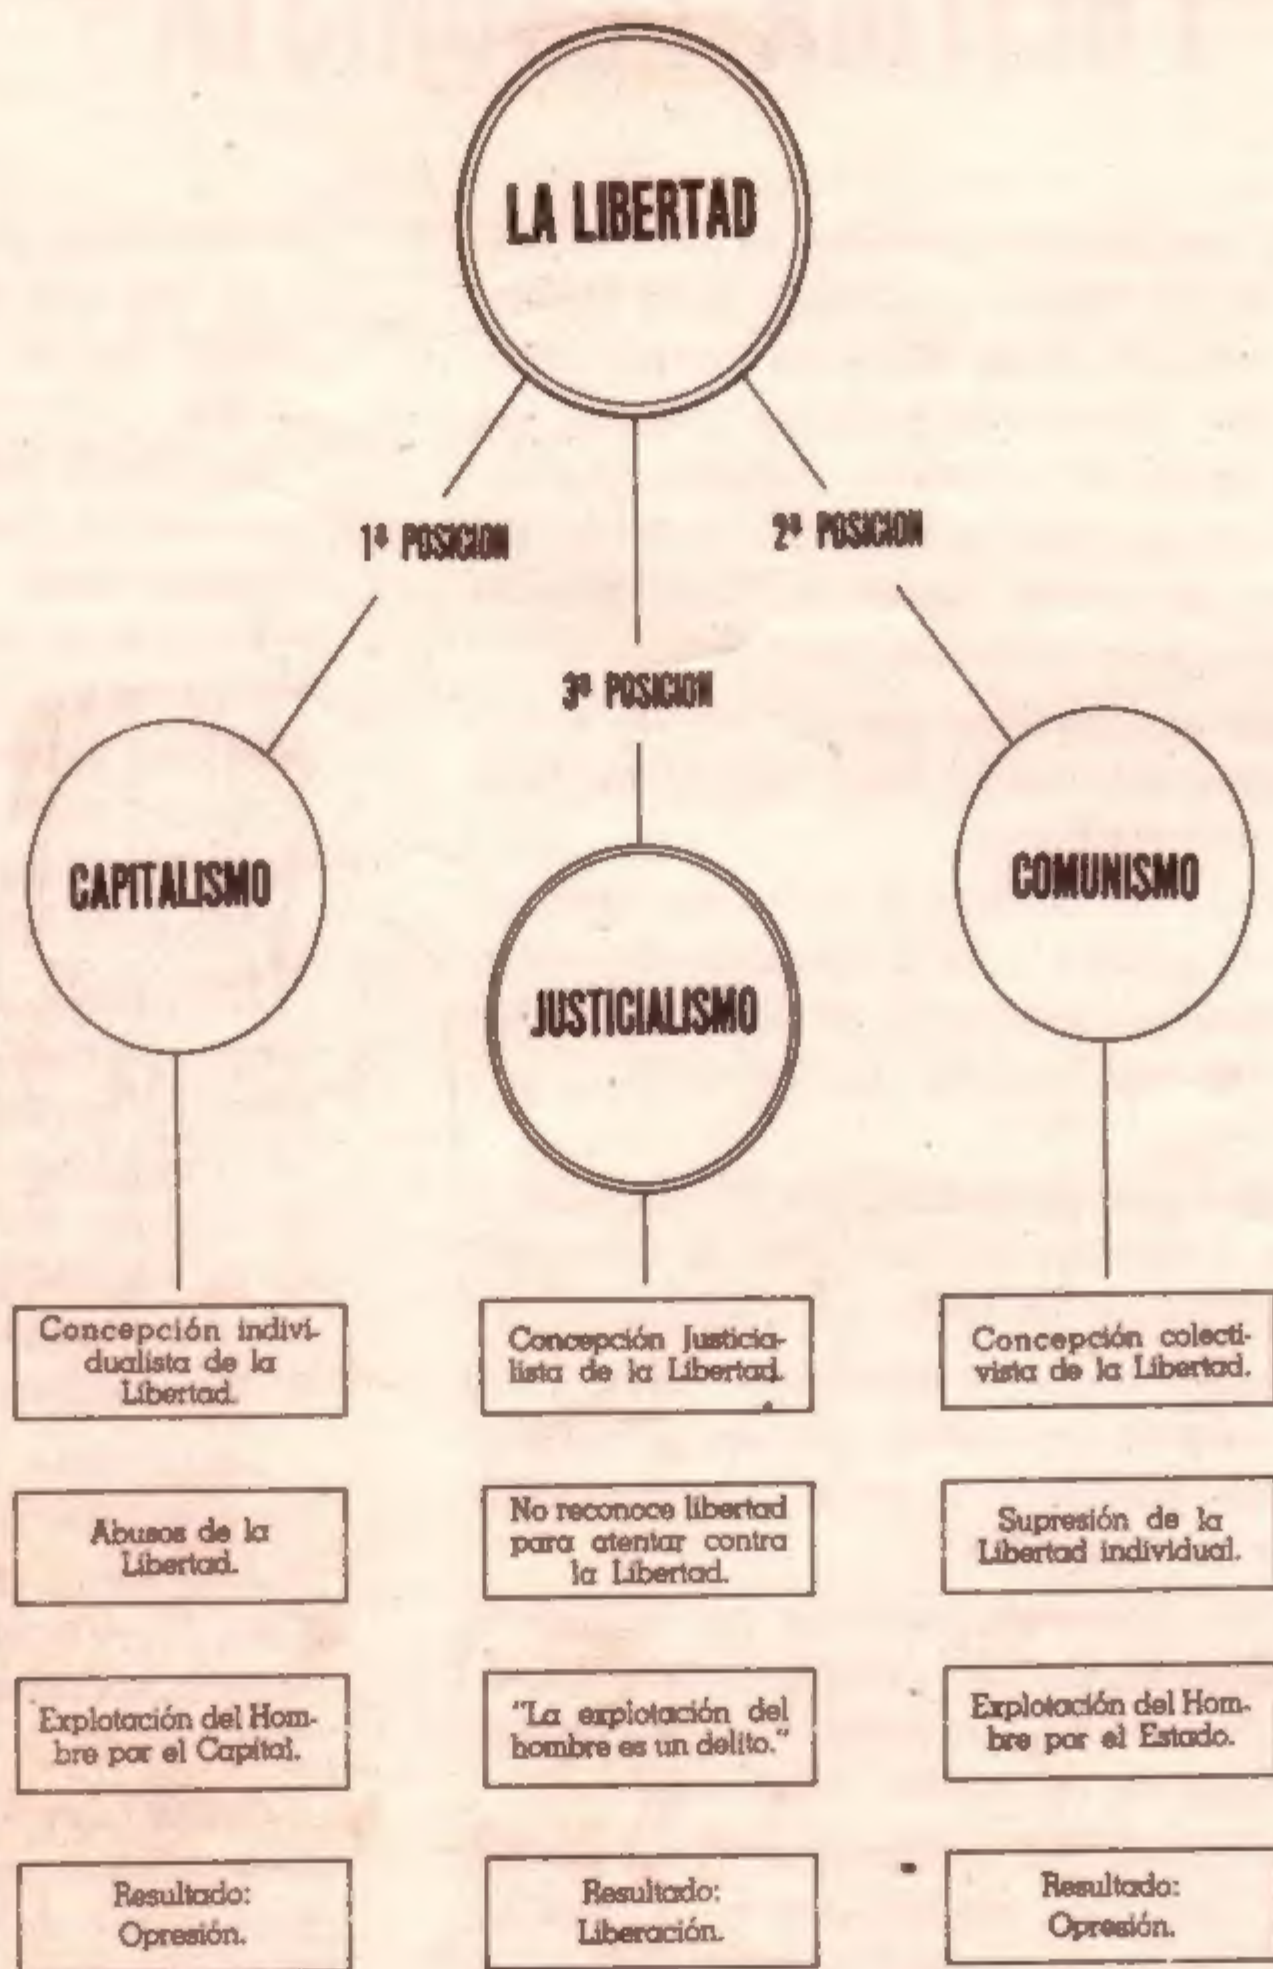 LA LIBERTAD
1ª POSICION
2ª POSICION
3ª POSICION
CAPITALISMO
JUSTICIALISMO
COMUNISMO
Concepción indivi-
dualista de la
Libertad.
Abusos de la
Libertad.
Explotación del Hom-
bre por el Capital.
Resultado:
Opresión.
Concepción Justicia-
lista de la Libertad.
No reconoce libertad
para atentar contra
la Libertad.
"La explotación del
hombre es un delito."
Resultado:
Liberación.
Concepción colecti-
vista de la Libertad.
Supresión de la
Libertad individual.
Explotación del Hom-
bre por el Estado.
Resultado:
Opresión.